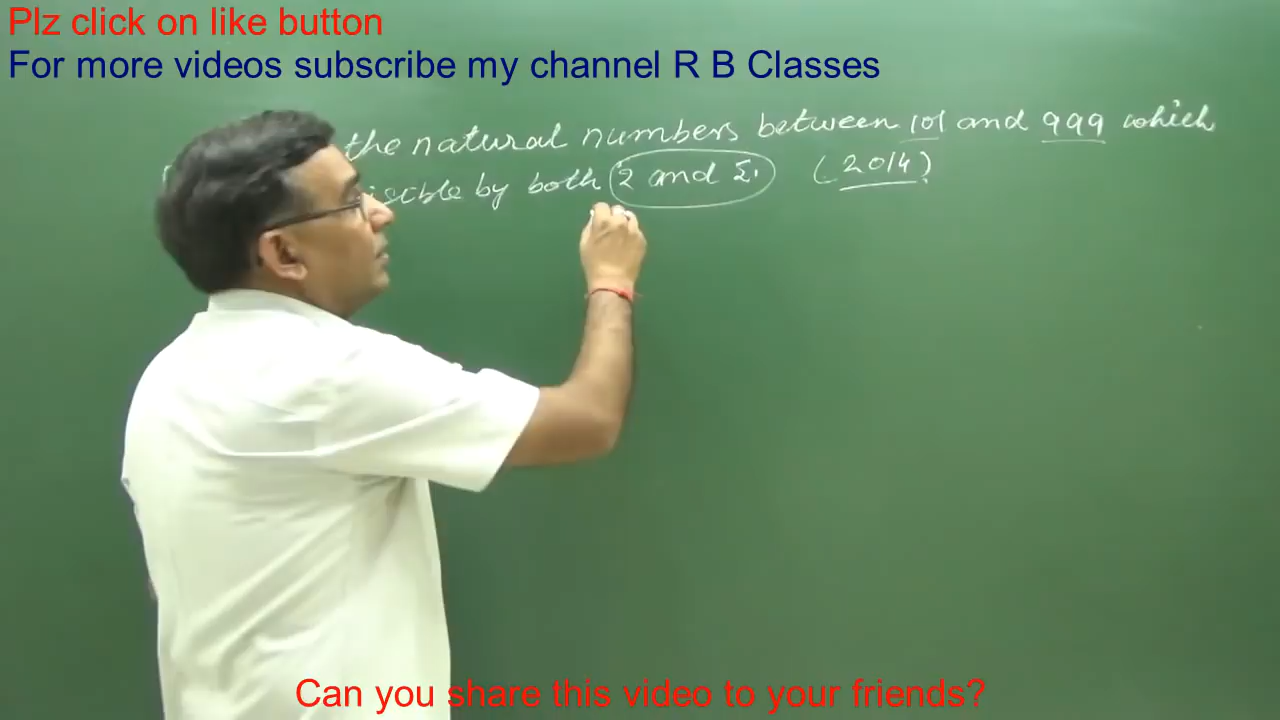 Plz click on like button
For more videos subscribe my channel R B Classes
the natural numbers between 101 and 999 which
by both 2 and 5. (2014)
Can you share this video to your friends?